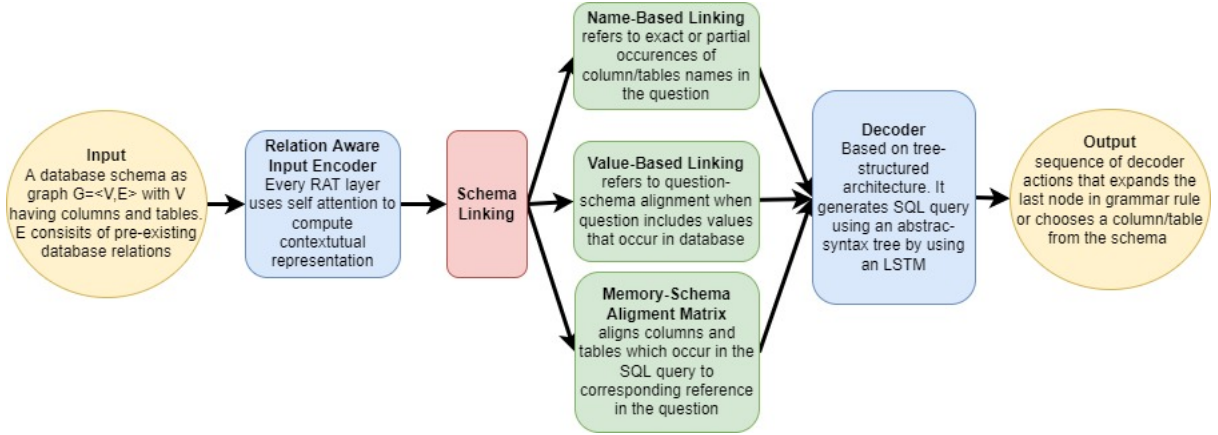 Input
A database schema as
graph G=<V,E> with V
having columns and tables.
E consisits of pre-existing
database relations
Relation Aware
Input Encoder
Every RAT layer
uses self attention to
compute
contextutual
representation
Schema
Linking
Name-Based Linking
refers to exact or partial
occurences of
column/tables names in
the question
Value-Based Linking
refers to question-
schema alignment when
question includes values
that occur in database
Memory-Schema
Aligment Matrix
aligns columns and
tables which occur in the
SQL query to
corresponding reference
in the question
Decoder
Based on tree-
structured
architecture. It
generates SQL query
using an abstrac-
syntax tree by using
an LSTM
Output
sequence of decoder
actions that expands the
last node in grammar rule
or chooses a column/table
from the schema